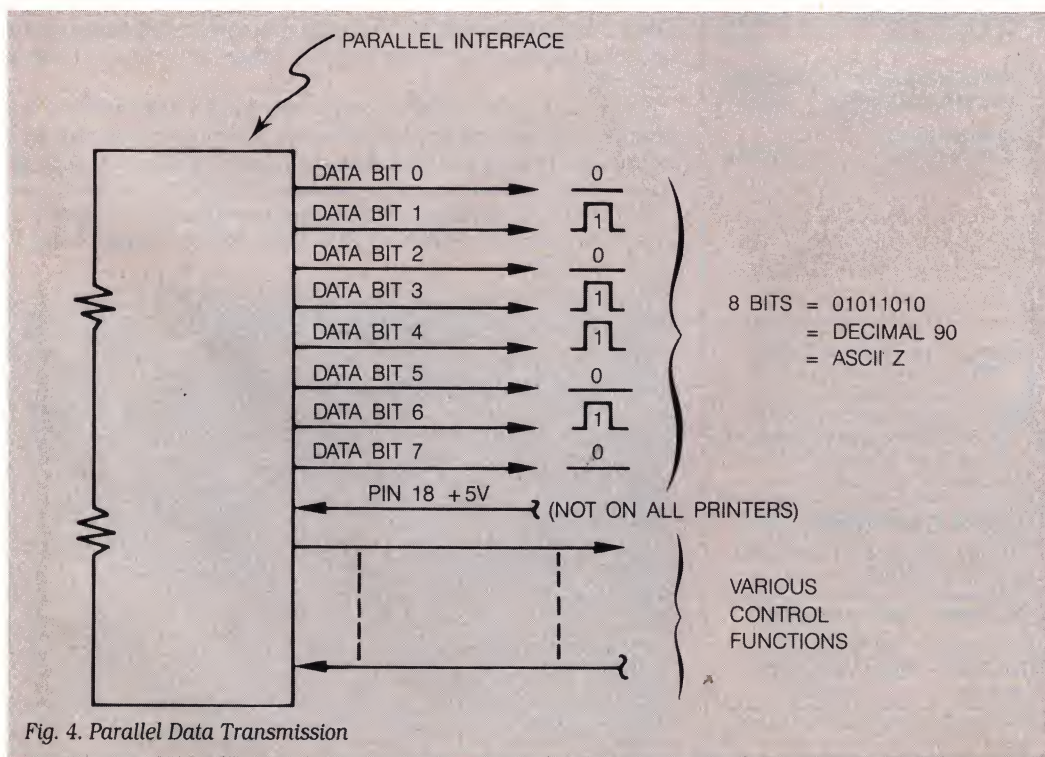 PARALLEL INTERFACE
DATA BIT 0
0
DATA BIT 1
1
DATA BIT 2
0
DATA BIT 3
1
DATA BIT 4
1
DATA BIT 5
0
DATA BIT 6
1
DATA BIT 7
0
8 BITS = 01011010
= DECIMAL 90
= ASCII Z
PIN 18 +5V
(NOT ON ALL PRINTERS)
VARIOUS
CONTROL
FUNCTIONS
Fig. 4. Parallel Data Transmission